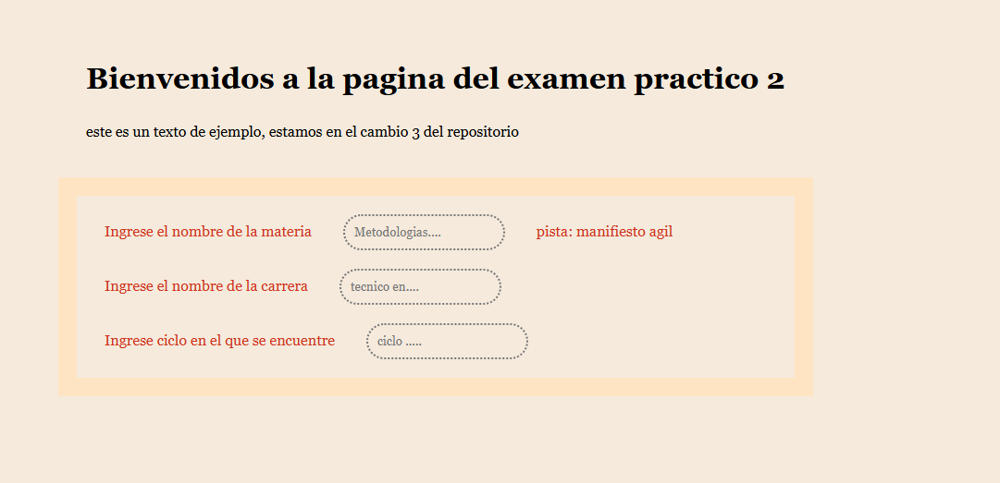 Bienvenidos a la pagina del examen practico 2
este es un texto de ejemplo, estamos en el cambio 3 del repositorio
Ingrese el nombre de la materia Metodologias.... pista: manifiesto agil
Ingrese el nombre de la carrera tecnico en....
Ingrese ciclo en el que se encuentre ciclo .....